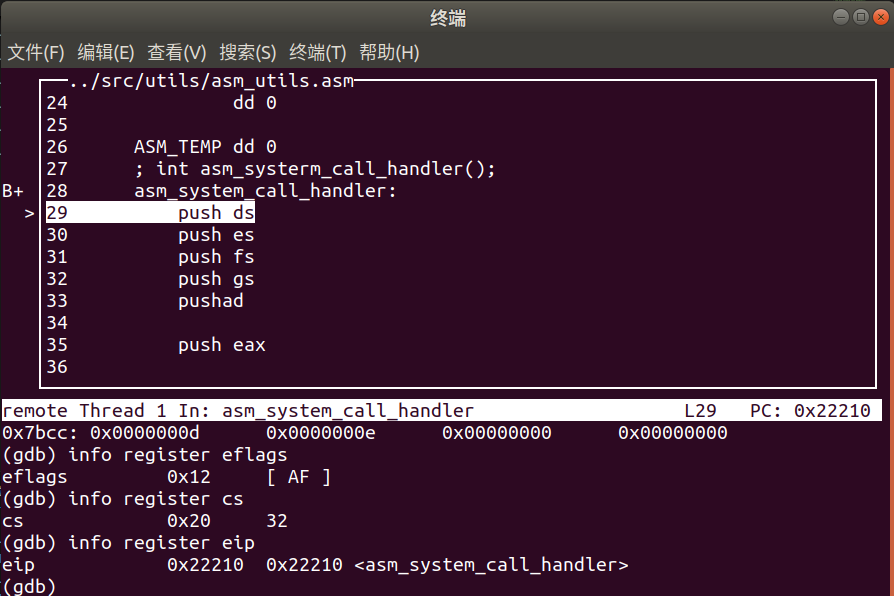 终端
文件(F) 编辑(E) 查看(V) 搜索(S) 终端(T) 帮助(H)
../src/utils/asm_utils.asm
24 dd 0
25
26 ASM_TEMP dd 0
27 ; int asm_systerm_call_handler();
B+ 28 asm_system_call_handler:
> 29 push ds
30 push es
31 push fs
32 push gs
33 pushad
34
35 push eax
36
remote Thread 1 In: asm_system_call_handler L29 PC: 0x22210
0x7bcc: 0x0000000d 0x0000000e 0x00000000 0x00000000
(gdb) info register eflags
eflags 0x12 [ AF ]
(gdb) info register cs
cs 0x20 32
(gdb) info register eip
eip 0x22210 0x22210 <asm_system_call_handler>
(gdb)